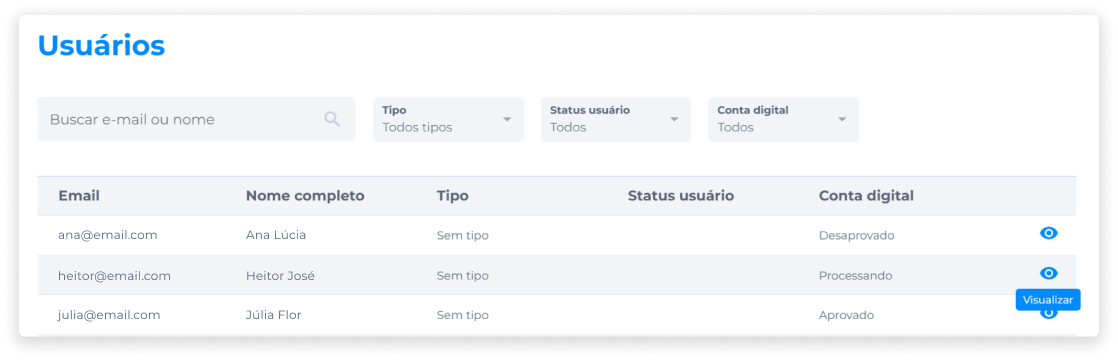 Usuários
Buscar e-mail ou nome
Tipo
Todos tipos
Status usuário
Todos
Conta digital
Todos
Email Nome completo Tipo Status usuário Conta digital
ana@email.com Ana Lúcia Sem tipo Desaprovado
heitor@email.com Heitor José Sem tipo Processando
Visualizar
julia@email.com Júlia Flor Sem tipo Aprovado